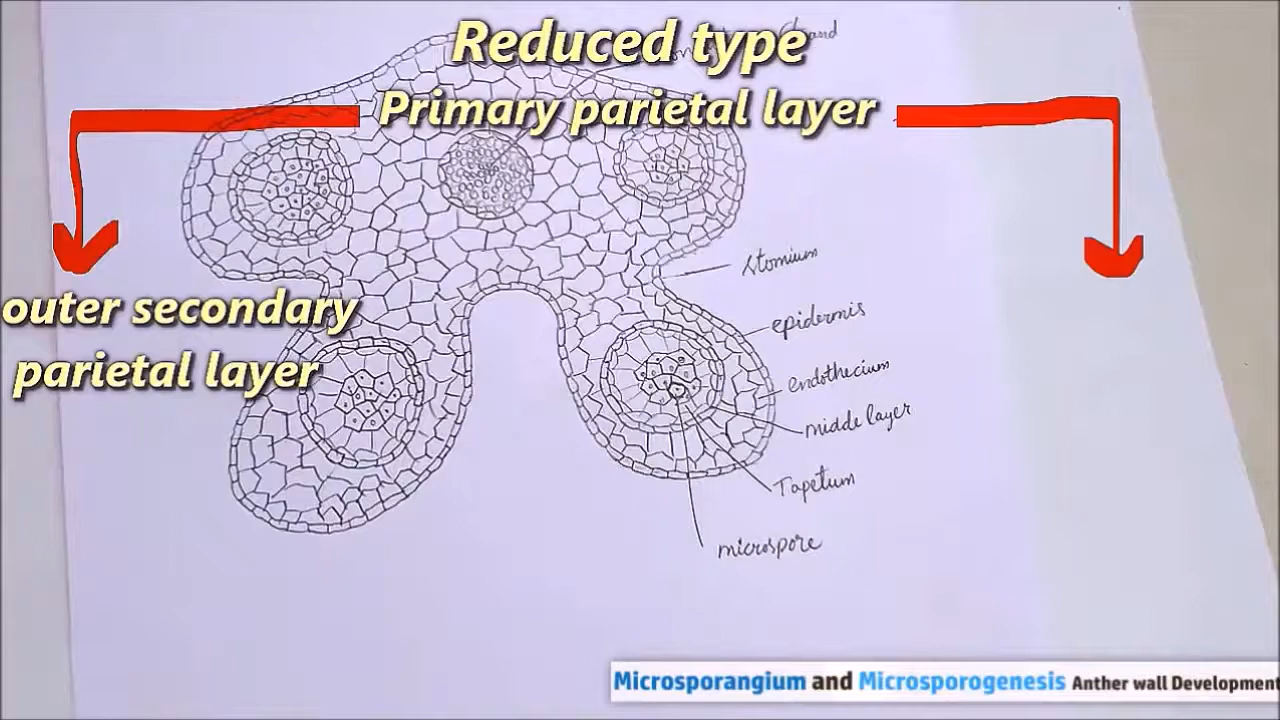 Reduced type
Primary parietal layer
outer secondary
parietal layer
stomium
epidermis
endothecium
midde layer
Tapetum
microspore
Microsporangium and Microsporogenesis Anther wall Development